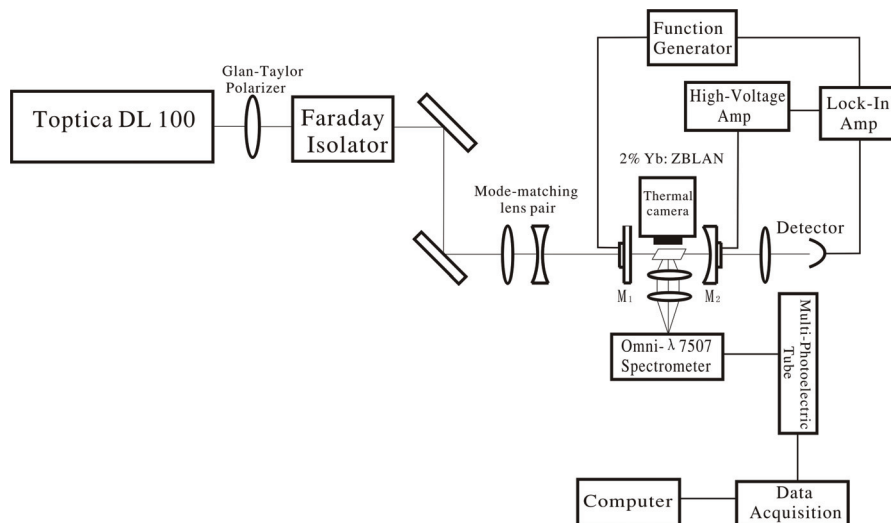 Function
Generator
Glan-Taylor
Polarizer
Toptica DL 100
Faraday
Isolator
High-Voltage
Amp
Lock-In
Amp
2% Yb: ZBLAN
Thermal
camera
Mode-matching
lens pair
Detector
M1
M2
Omni-λ7507
Spectrometer
Multi-Photoelectric
Tube
Computer
Data
Acquisition